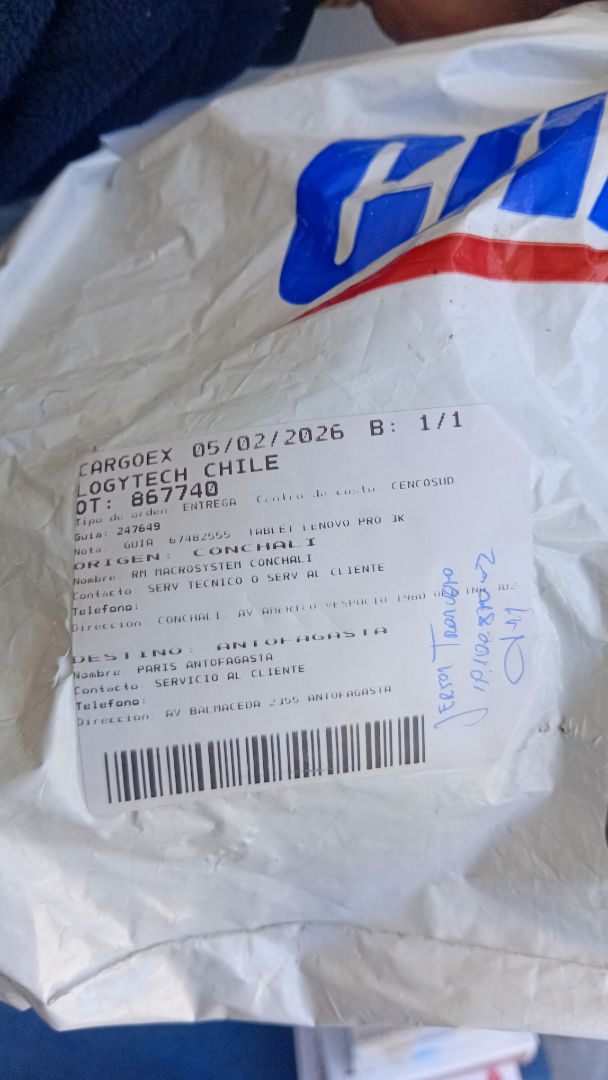 CARGOEX 05/02/2026 B: 1/1
LOGYTECH CHILE
OT: 867740
Tipo de orden: ENTREGA Centro de costo: CENCOSUD
Guia: 247649
Nota: GUIA 67482555 TABLET LENOVO PRO 3K
ORIGEN: CONCHALI
Nombre: RM MACROSYSTEM CONCHALI
Contacto: SERV TECNICO O SERV AL CLIENTE
Telefono:
Direccion: CONCHALI AV AMERICO VESPUCIO 1980
DESTINO: ANTOFAGASTA
Nombre: PARIS ANTOFAGASTA
Contacto: SERVICIO AL CLIENTE
Telefono:
Direccion: AV BALMACEDA 2355 ANTOFAGASTA